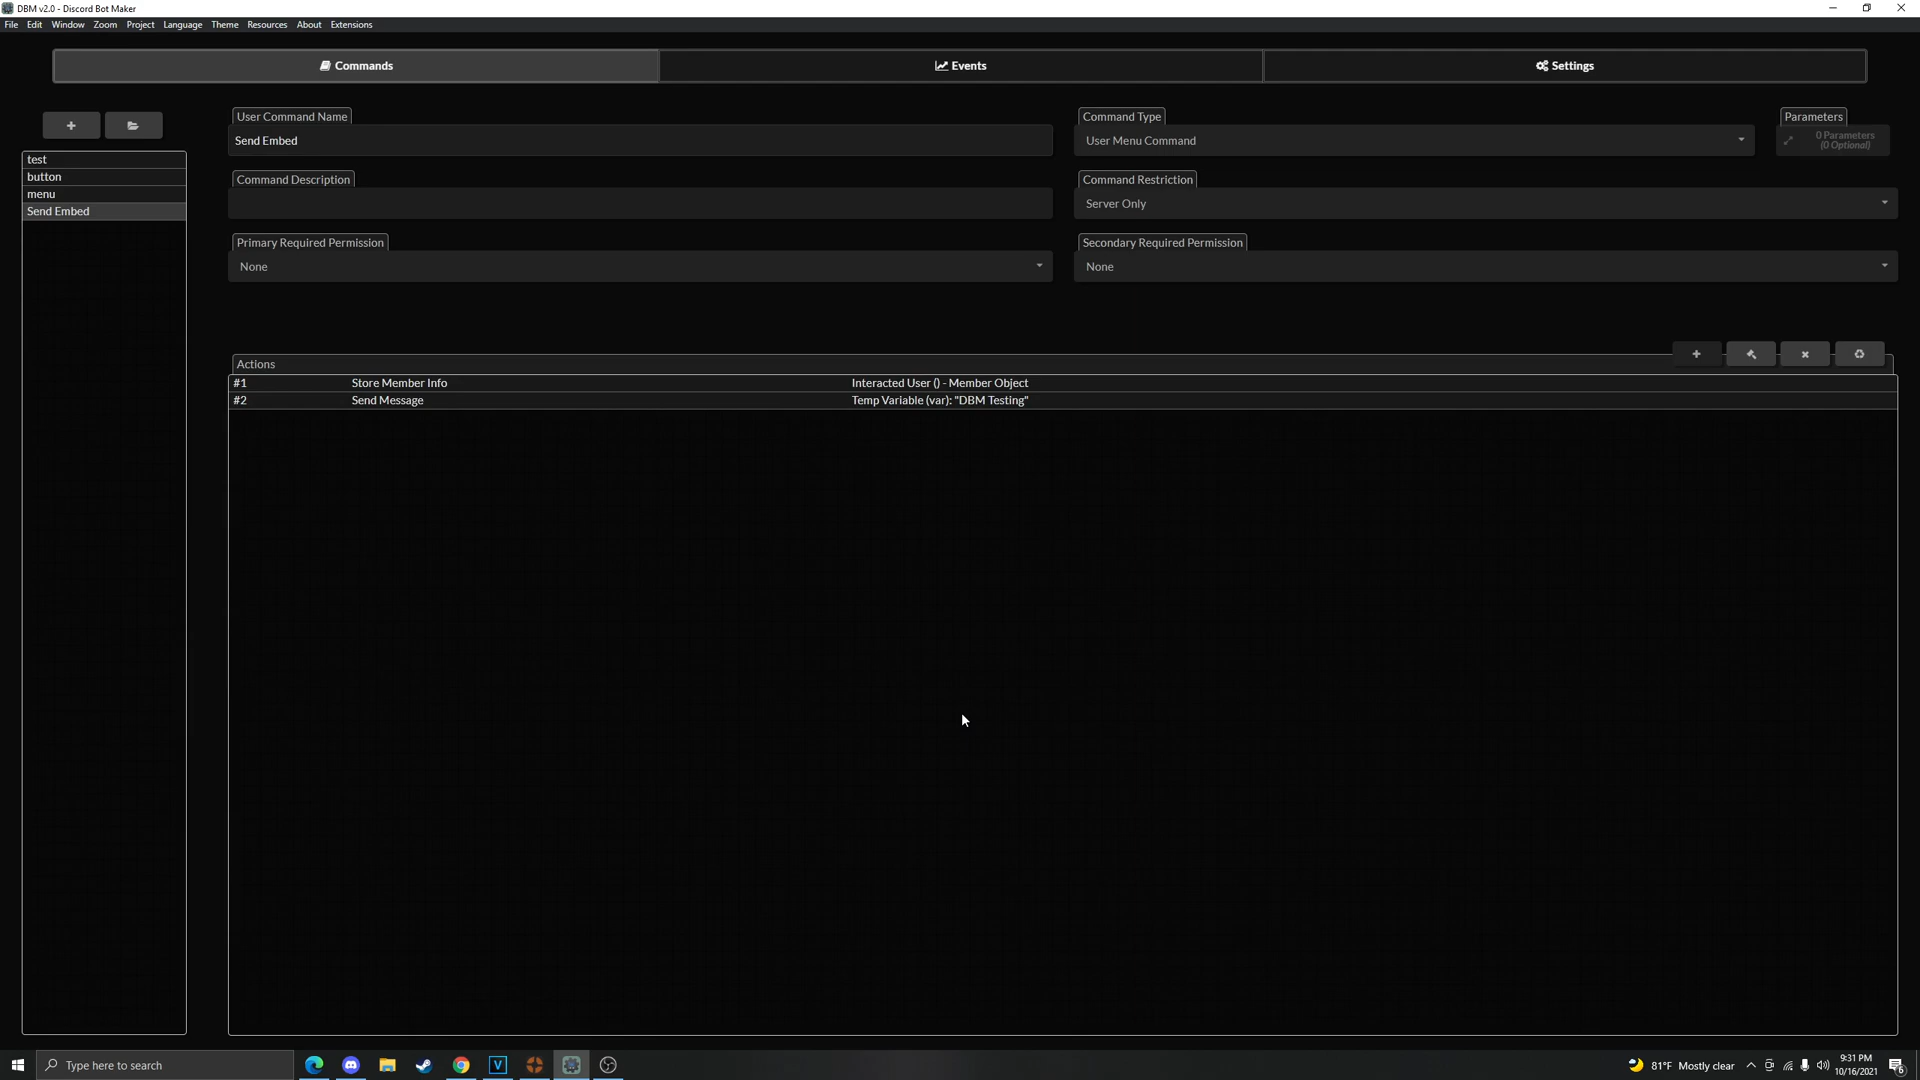 DBM v2.0 - Discord Bot Maker
File Edit Window Zoom Project Language Theme Resources About Extensions
Commands
Events
Settings
test
button
menu
Send Embed
User Command Name
Send Embed
Command Type
User Menu Command
Parameters
0 Parameters
(0 Optional)
Command Description
Command Restriction
Server Only
Primary Required Permission
None
Secondary Required Permission
None
Actions
#1 Store Member Info Interacted User () - Member Object
#2 Send Message Temp Variable (var): "DBM Testing"
Type here to search
V
81°F Mostly clear
9:31 PM
10/16/2021
6